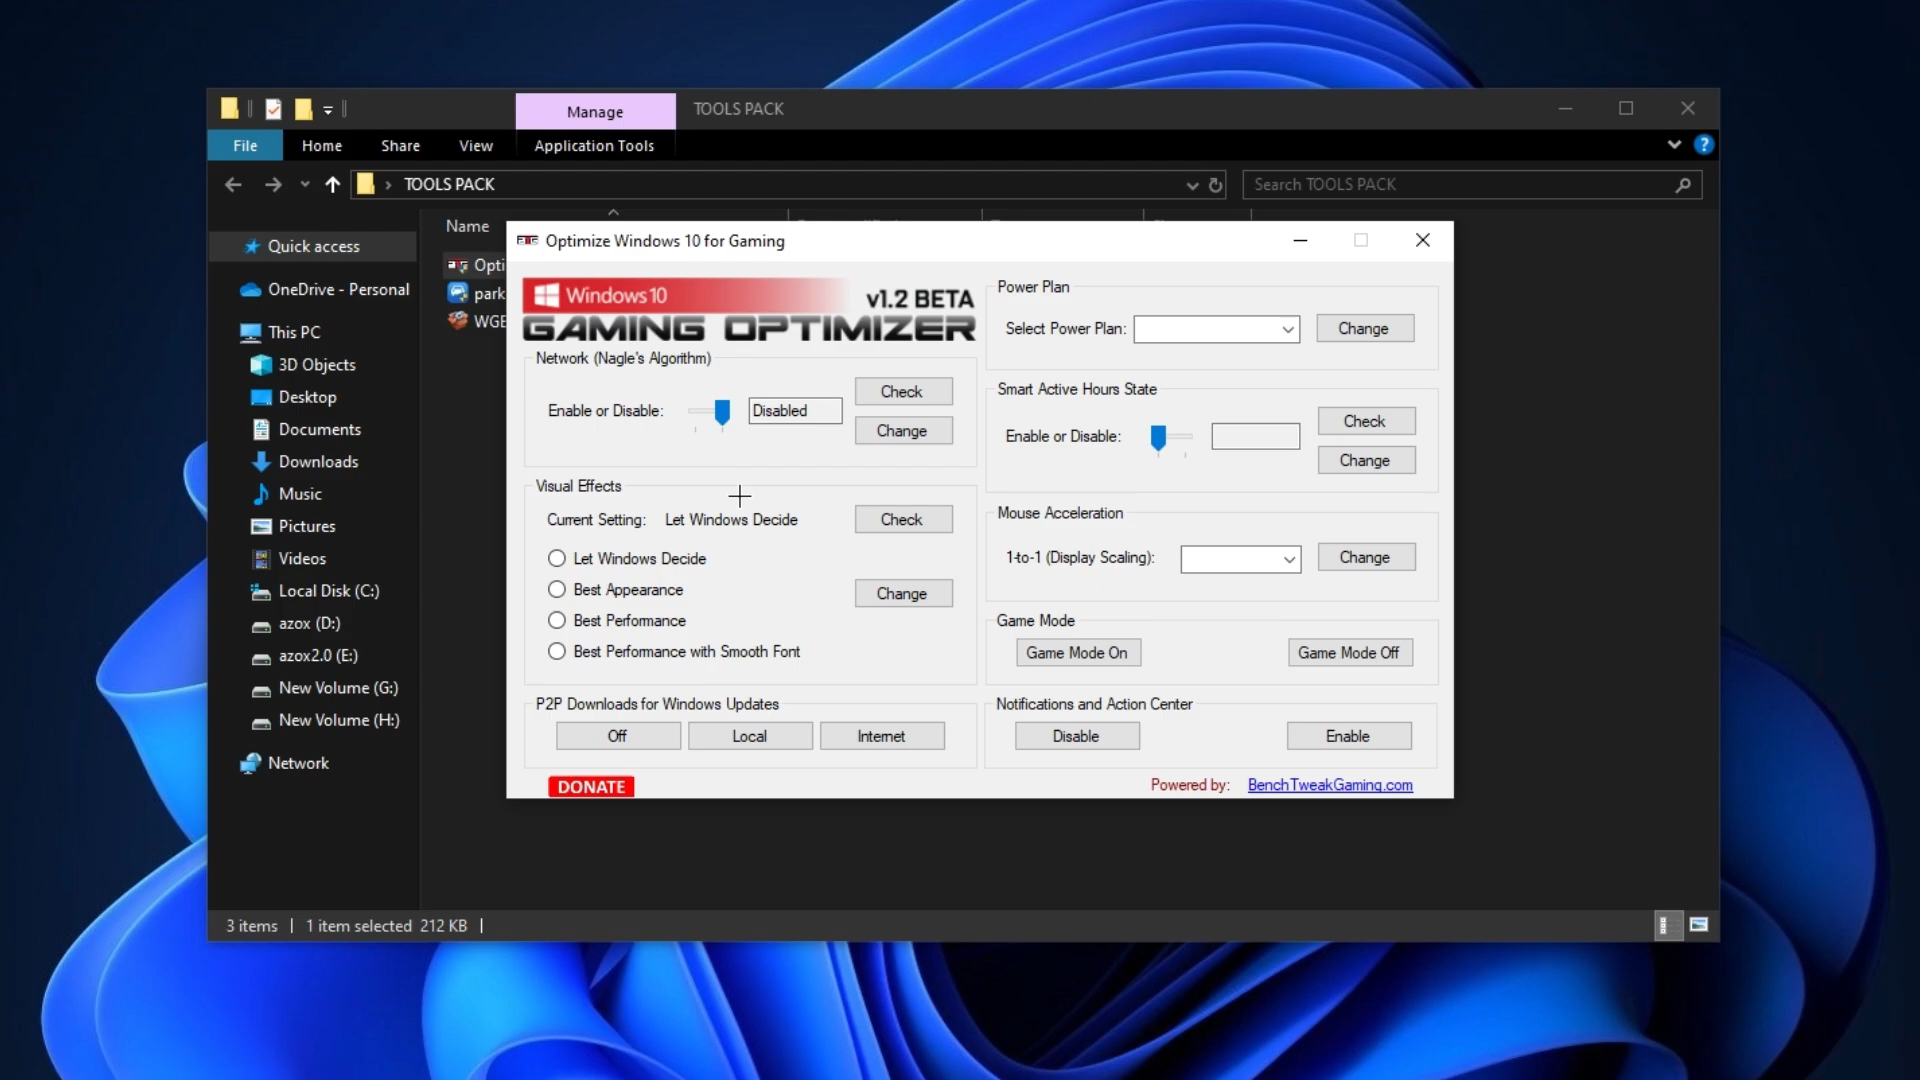 Manage
TOOLS PACK
File
Home
Share
View
Application Tools
?
TOOLS PACK
Search TOOLS PACK
Name
Quick access
OneDrive - Personal
This PC
3D Objects
Desktop
Documents
Downloads
Music
Pictures
Videos
Local Disk (C:)
azox (D:)
azox2.0 (E:)
New Volume (G:)
New Volume (H:)
Network
Opti
park
WGE
Optimize Windows 10 for Gaming
Windows10
v1.2 BETA
GAMING OPTIMIZER
Network (Nagle's Algorithm)
Enable or Disable:
Disabled
Check
Change
Visual Effects
Current Setting: Let Windows Decide
Check
Let Windows Decide
Best Appearance
Change
Best Performance
Best Performance with Smooth Font
P2P Downloads for Windows Updates
Off
Local
Internet
DONATE
Power Plan
Select Power Plan:
Change
Smart Active Hours State
Enable or Disable:
Check
Change
Mouse Acceleration
1-to-1 (Display Scaling):
Change
Game Mode
Game Mode On
Game Mode Off
Notifications and Action Center
Disable
Enable
Powered by: BenchTweakGaming.com
3 items
1 item selected 212 KB